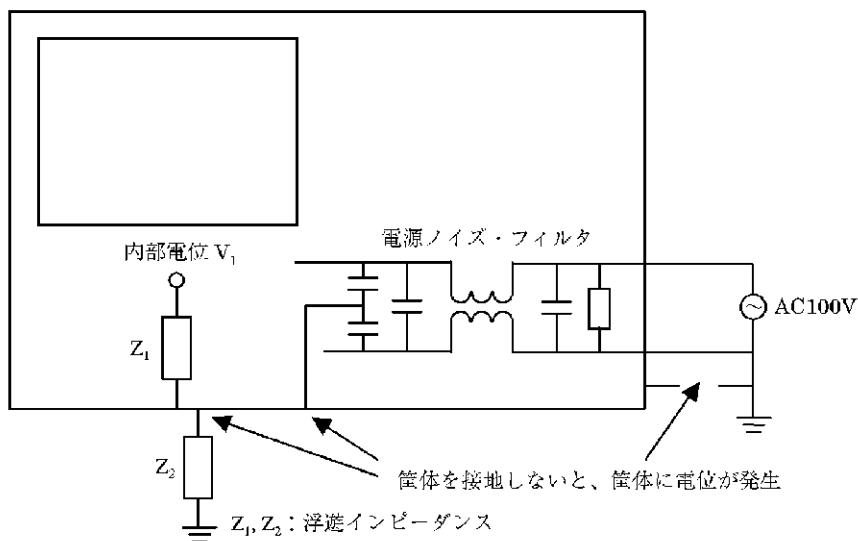 内部電位 V₁
電源ノイズ・フィルタ
AC100V
Z₁
Z₂
筐体を接地しないと、筐体に電位が発生
Z₁, Z₂：浮遊インピーダンス